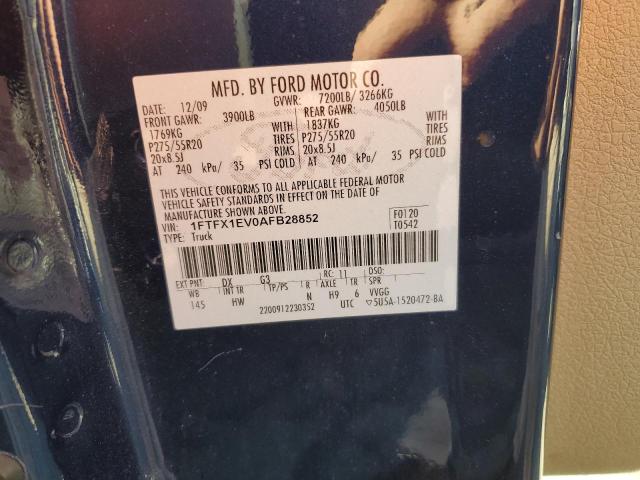 MFD. BY FORD MOTOR CO.
DATE: 12/09 GVWR: 7200LB/ 3266KG
FRONT GAWR: 3900LB REAR GAWR: 4050LB
1769KG WITH 1837KG WITH
P275/55R20 TIRES P275/55R20 TIRES
20x8.5J RIMS 20x8.5J RIMS
AT 240 kPa/ 35 PSI COLD AT 240 kPa/ 35 PSI COLD
THIS VEHICLE CONFORMS TO ALL APPLICABLE FEDERAL MOTOR
VEHICLE SAFETY STANDARDS IN EFFECT ON THE DATE OF
MANUFACTURE SHOWN ABOVE.
VIN: 1FTFX1EV0AFB28852 F0120
TYPE: Truck T0542
EXT PNT: DX G3 RC: 11 DSO:
WB INT TR TP/PS R AXLE TR SPR
145 HW N H9 6 VVGG
2200912230352 UTC ▽5U5A-1520472-BA